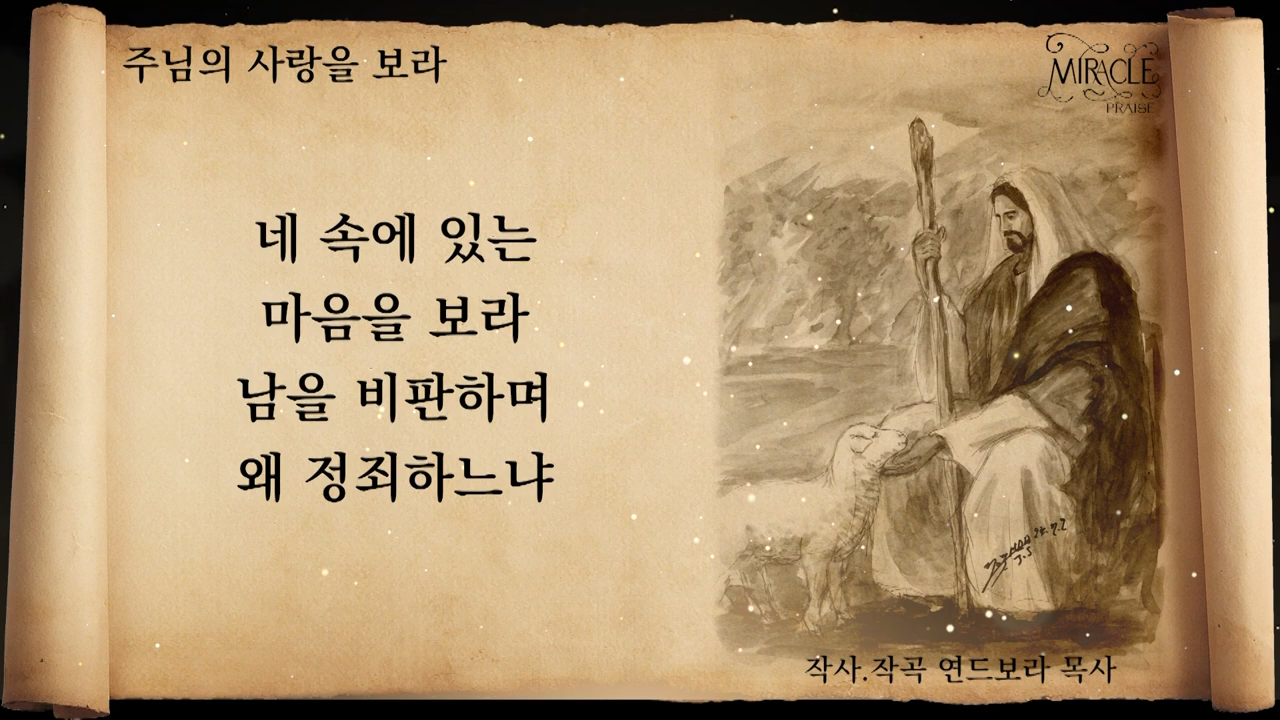 주님의 사랑을 보라
MIRACLE
PRAISE
네 속에 있는
마음을 보라
남을 비판하며
왜 정죄하느냐
작사.작곡 연드보라 목사